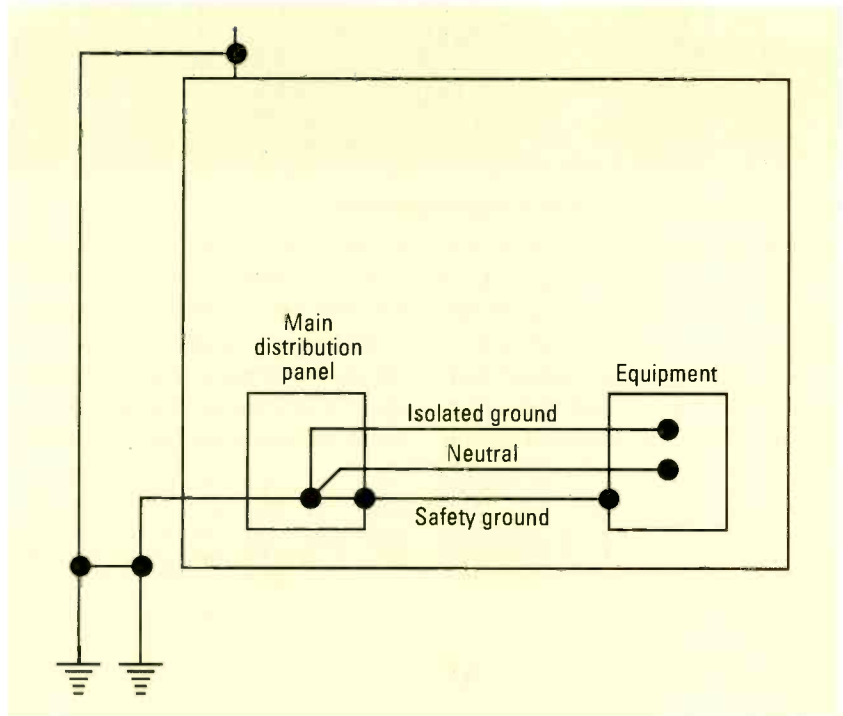 Main
distribution
panel
Equipment
Isolated ground
Neutral
Safety ground